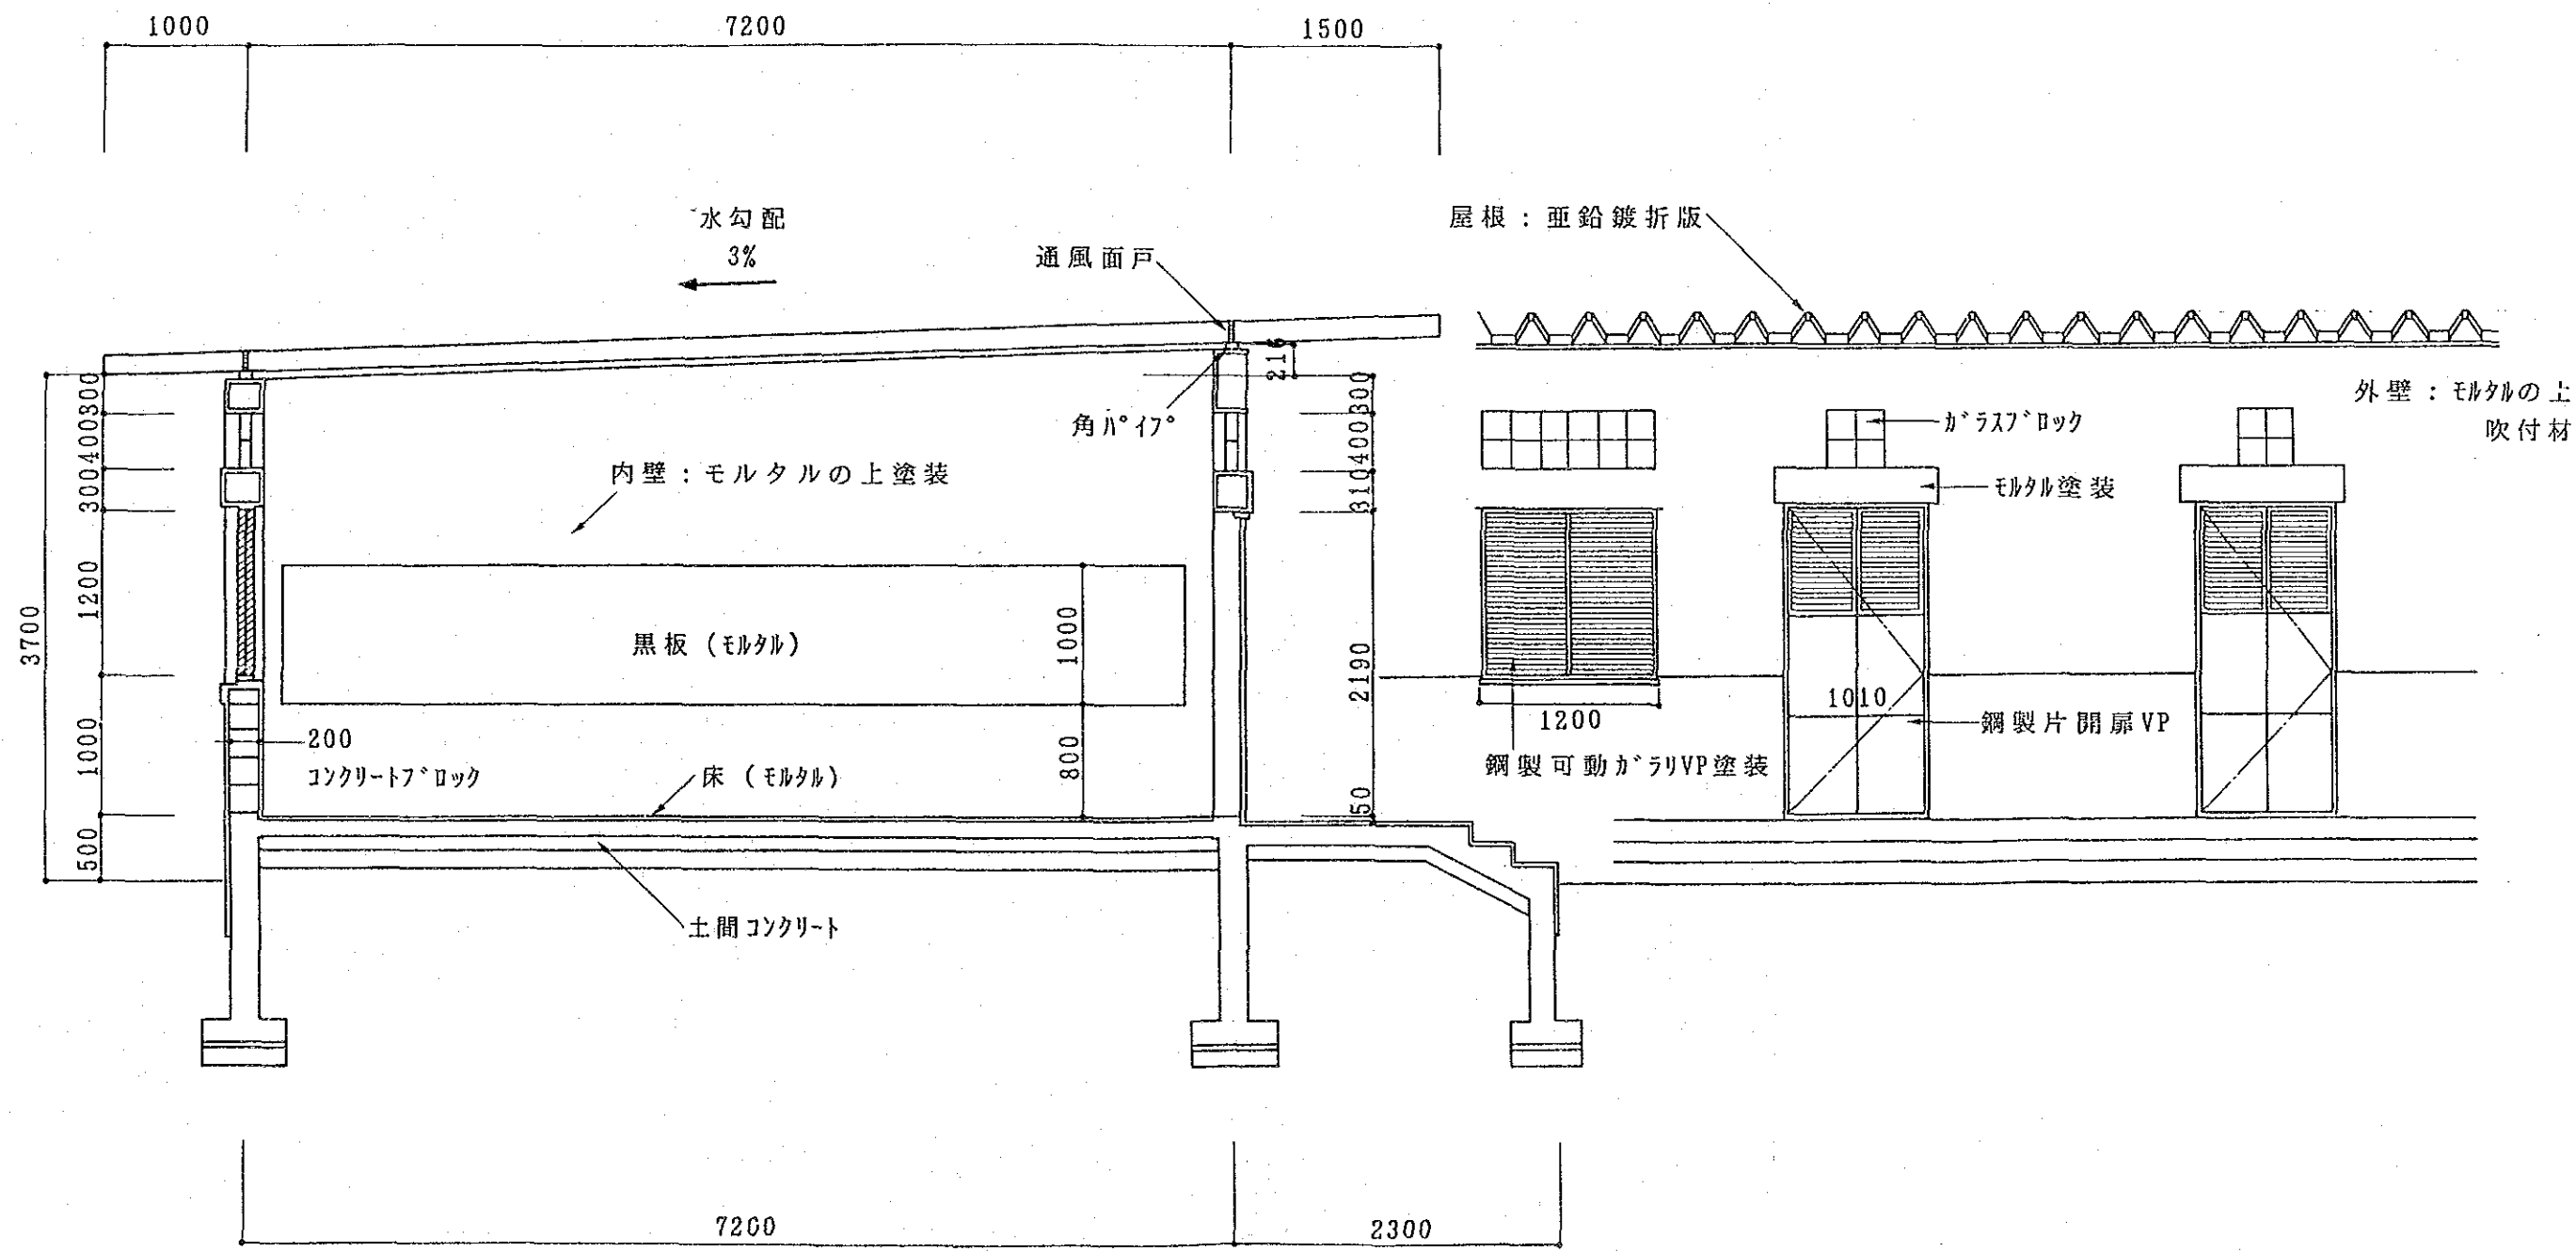 1000
7200
1500
水勾配
3%
屋根：亜鉛鍍折版
通風面戸
216
角パイプ
300
400
300
1200
1000
500
3700
内壁：モルタルの上塗装
黒板（モルタル）
1000
800
200
コンクリートブロック
床（モルタル）
土間コンクリート
300
400
310
2190
50
ガラスブロック
外壁：モルタルの上
吹付材
モルタル塗装
1200
1010
鋼製片開扉VP
鋼製可動ガラリVP塗装
7200
2300